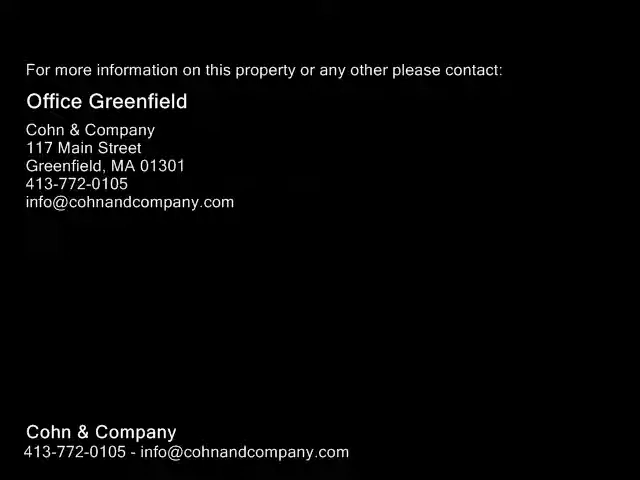 For more information on this property or any other please contact:
Office Greenfield
Cohn & Company
117 Main Street
Greenfield, MA 01301
413-772-0105
info@cohnandcompany.com
Cohn & Company
413-772-0105 - info@cohnandcompany.com